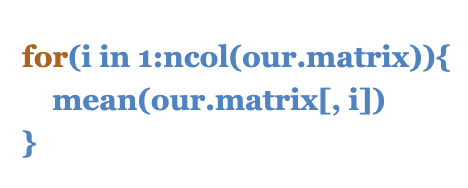 for(i in 1:ncol(our.matrix)){
    mean(our.matrix[, i])
}